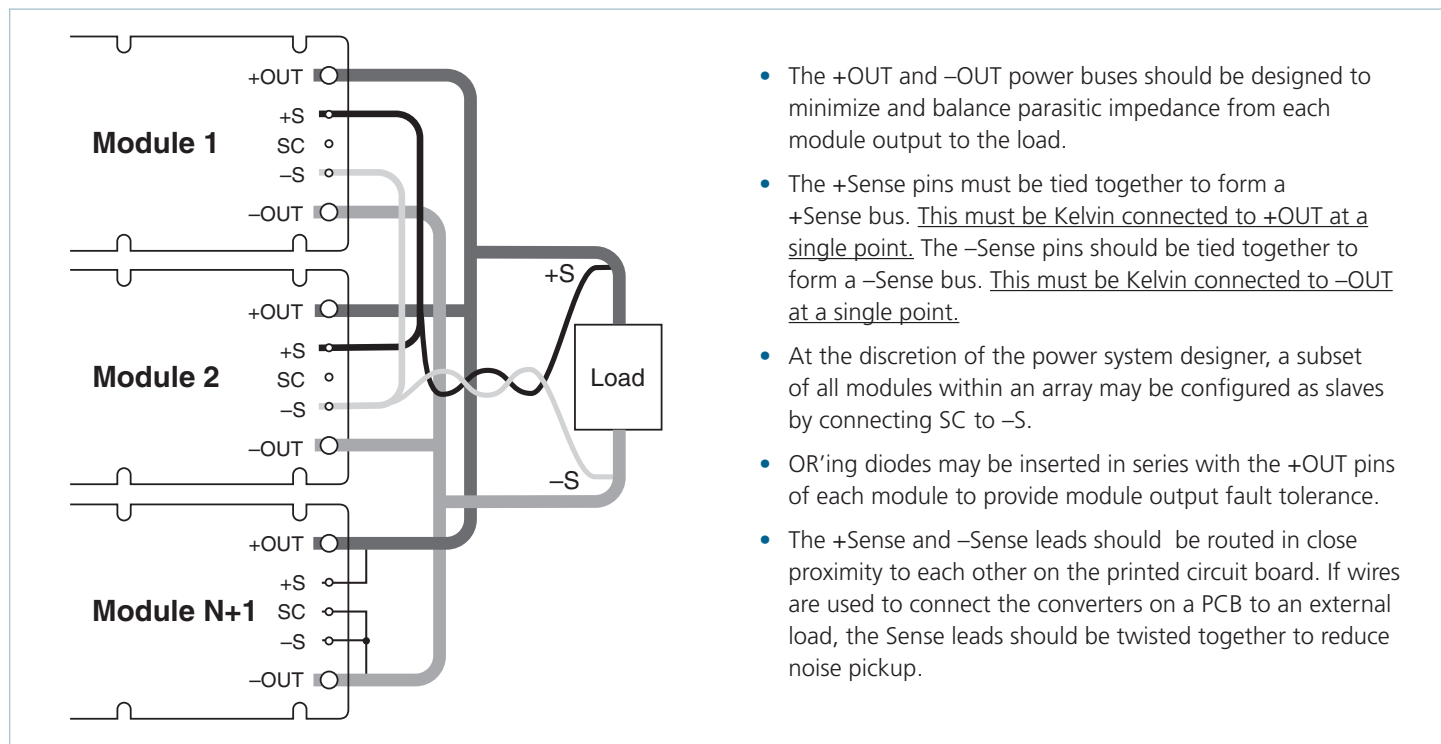 +OUT
+S
Module 1
SC
–S
–OUT
+OUT
+S
Module 2
SC
–S
–OUT
+OUT
+S
Module N+1
SC
–S
–OUT
+S
Load
–S
• The +OUT and –OUT power buses should be designed to
minimize and balance parasitic impedance from each
module output to the load.
• The +Sense pins must be tied together to form a
+Sense bus. This must be Kelvin connected to +OUT at a
single point. The –Sense pins should be tied together to
form a –Sense bus. This must be Kelvin connected to –OUT
at a single point.
• At the discretion of the power system designer, a subset
of all modules within an array may be configured as slaves
by connecting SC to –S.
• OR’ing diodes may be inserted in series with the +OUT pins
of each module to provide module output fault tolerance.
• The +Sense and –Sense leads should  be routed in close
proximity to each other on the printed circuit board. If wires
are used to connect the converters on a PCB to an external
load, the Sense leads should be twisted together to reduce
noise pickup.